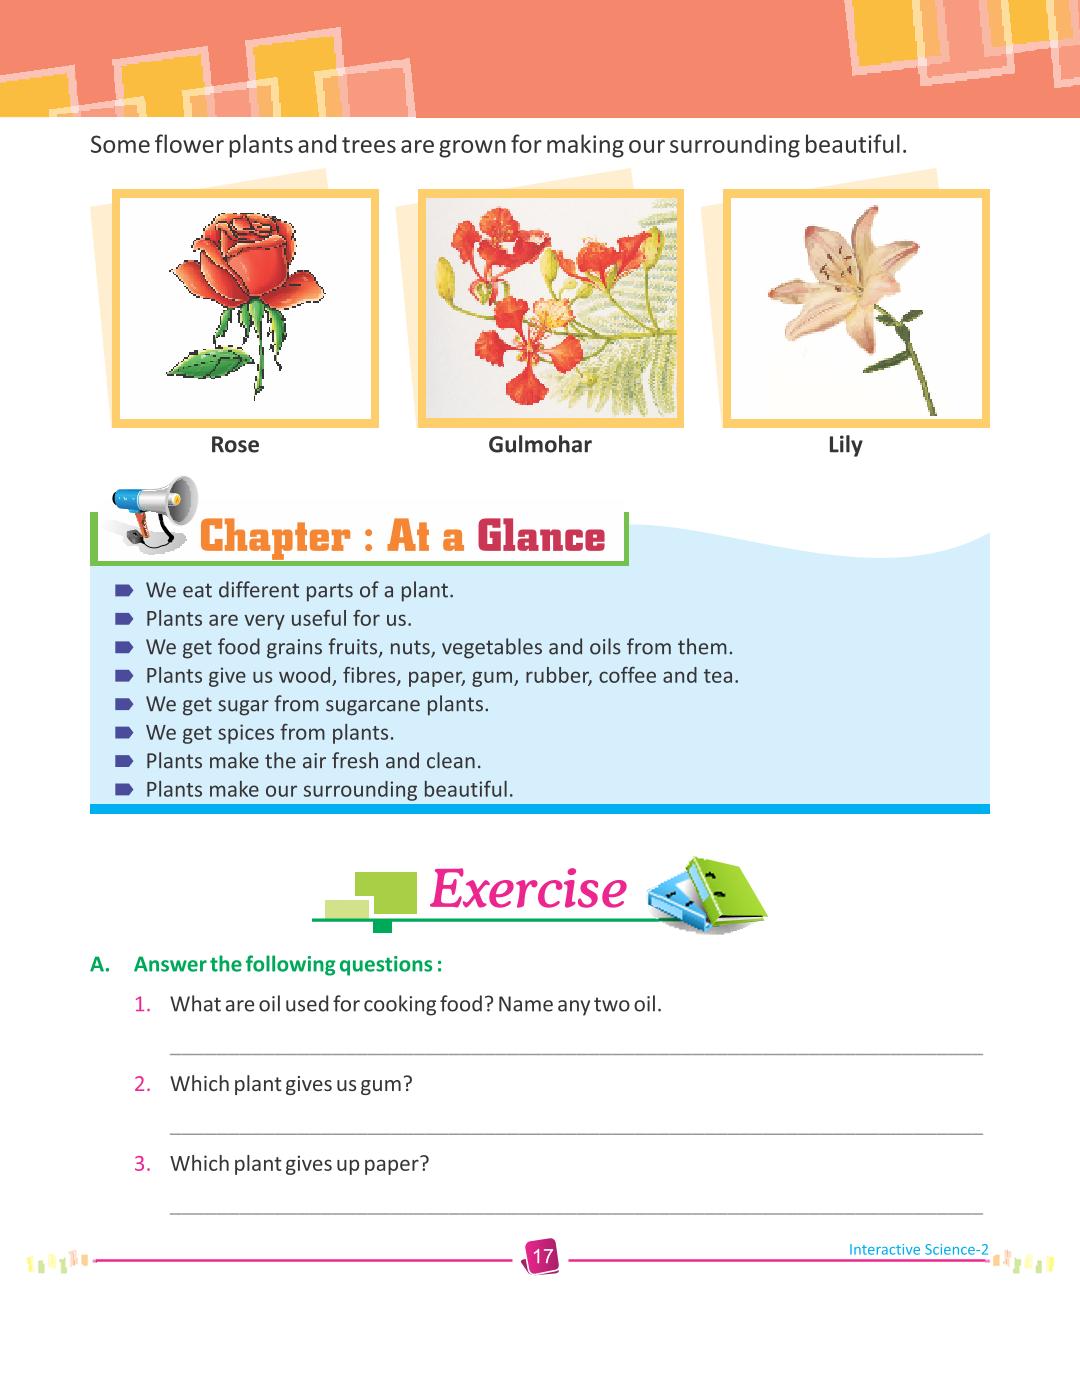 Some flower plants and trees are grown for making our surrounding beautiful.
Rose
Gulmohar
Lily
Chapter : At a Glance
We eat different parts of a plant.
Plants are very useful for us.
We get food grains fruits, nuts, vegetables and oils from them.
Plants give us wood, fibres, paper, gum, rubber, coffee and tea.
We get sugar from sugarcane plants.
We get spices from plants.
Plants make the air fresh and clean.
Plants make our surrounding beautiful.
Exercise
A. Answer the following questions :
1. What are oil used for cooking food? Name any two oil.
2. Which plant gives us gum?
3. Which plant gives up paper?
17
Interactive Science-2